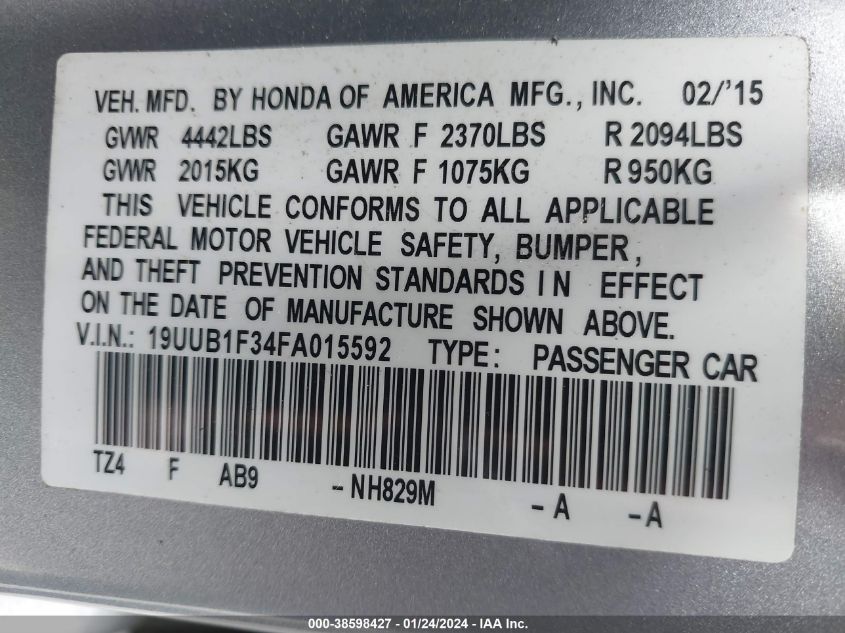 VEH. MFD. BY HONDA OF AMERICA MFG., INC. 02/'15
GVWR 4442LBS GAWR F 2370LBS R 2094LBS
GVWR 2015KG GAWR F 1075KG R 950KG
THIS VEHICLE CONFORMS TO ALL APPLICABLE
FEDERAL MOTOR VEHICLE SAFETY, BUMPER,
AND THEFT PREVENTION STANDARDS IN EFFECT
ON THE DATE OF MANUFACTURE SHOWN ABOVE.
V.I.N.: 19UUB1F34FA015592 TYPE: PASSENGER CAR
TZ4 F AB9 -NH829M -A -A
000-38598427 - 01/24/2024 - IAA Inc.